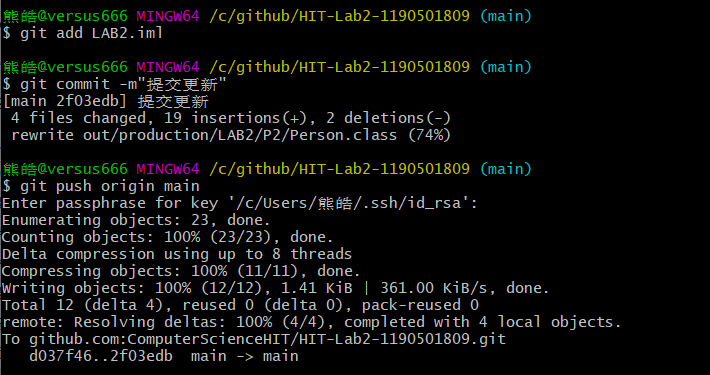 熊皓@versus666 MINGW64 /c/github/HIT-Lab2-1190501809 (main)
$ git add LAB2.iml
熊皓@versus666 MINGW64 /c/github/HIT-Lab2-1190501809 (main)
$ git commit -m"提交更新"
[main 2f03edb] 提交更新
4 files changed, 19 insertions(+), 2 deletions(-)
rewrite out/production/LAB2/P2/Person.class (74%)
熊皓@versus666 MINGW64 /c/github/HIT-Lab2-1190501809 (main)
$ git push origin main
Enter passphrase for key '/c/Users/熊皓/.ssh/id_rsa':
Enumerating objects: 23, done.
Counting objects: 100% (23/23), done.
Delta compression using up to 8 threads
Compressing objects: 100% (11/11), done.
Writing objects: 100% (12/12), 1.41 KiB | 361.00 KiB/s, done.
Total 12 (delta 4), reused 0 (delta 0), pack-reused 0
remote: Resolving deltas: 100% (4/4), completed with 4 local objects.
To github.com:ComputerScienceHIT/HIT-Lab2-1190501809.git
d037f46..2f03edb  main -> main